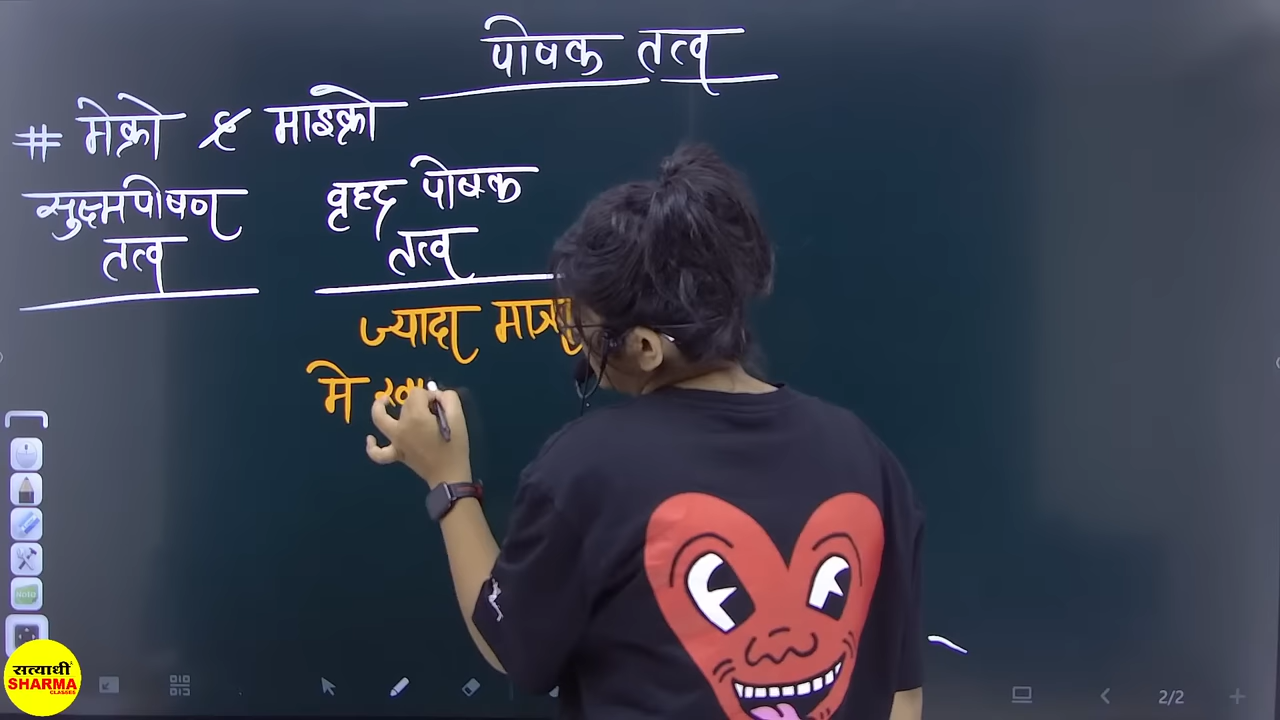 पोषक तत्व
# मेक्रो & माइक्रो
सुक्ष्मपोषण
तत्व
वृहद्द पोषक
तत्व
ज्यादा मात्रा
मे
सत्यार्थी
SHARMA
CLASSES
2/2